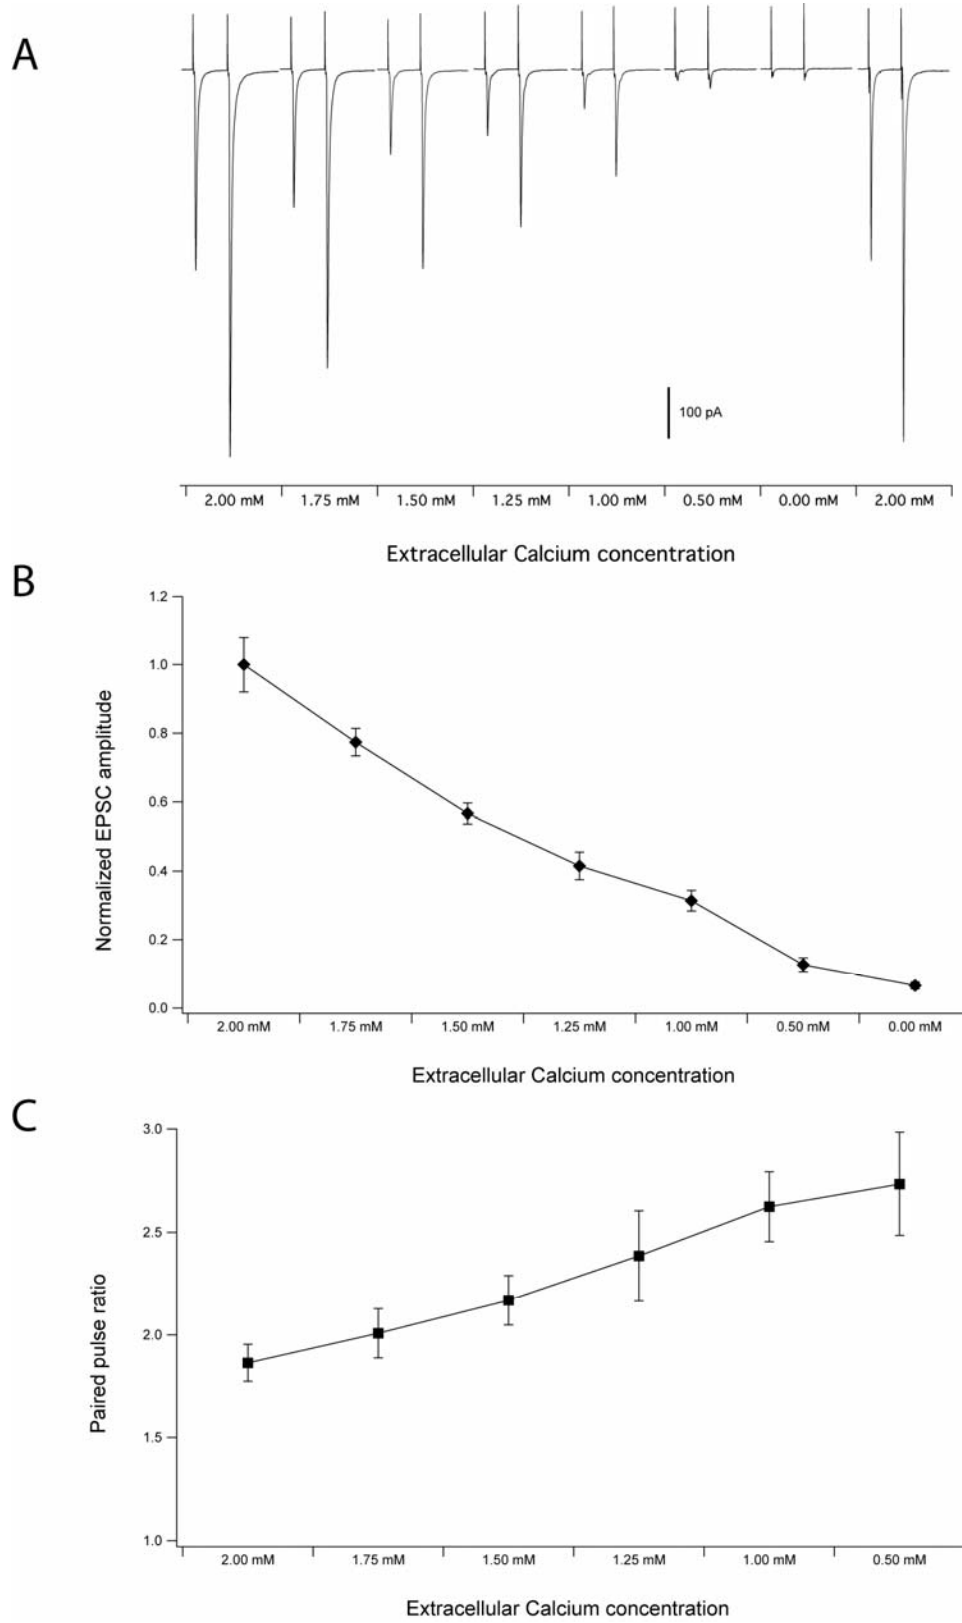 A
100 pA
2.00 mM 1.75 mM 1.50 mM 1.25 mM 1.00 mM 0.50 mM 0.00 mM 2.00 mM
Extracellular Calcium concentration
B
1.2
1.0
0.8
0.6
0.4
0.2
0.0
Normalized EPSC amplitude
2.00 mM 1.75 mM 1.50 mM 1.25 mM 1.00 mM 0.50 mM 0.00 mM
Extracellular Calcium concentration
C
3.0
2.5
2.0
1.5
1.0
Paired pulse ratio
2.00 mM 1.75 mM 1.50 mM 1.25 mM 1.00 mM 0.50 mM
Extracellular Calcium concentration